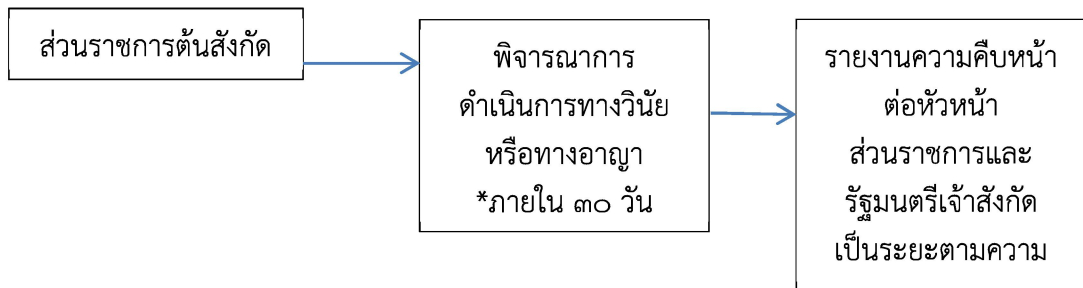 ส่วนราชการต้นสังกัด
พิจารณาการ
ดำเนินการทางวินัย
หรือทางอาญา
*ภายใน ๓๐ วัน
รายงานความคืบหน้า
ต่อหัวหน้า
ส่วนราชการและ
รัฐมนตรีเจ้าสังกัด
เป็นระยะตามความ